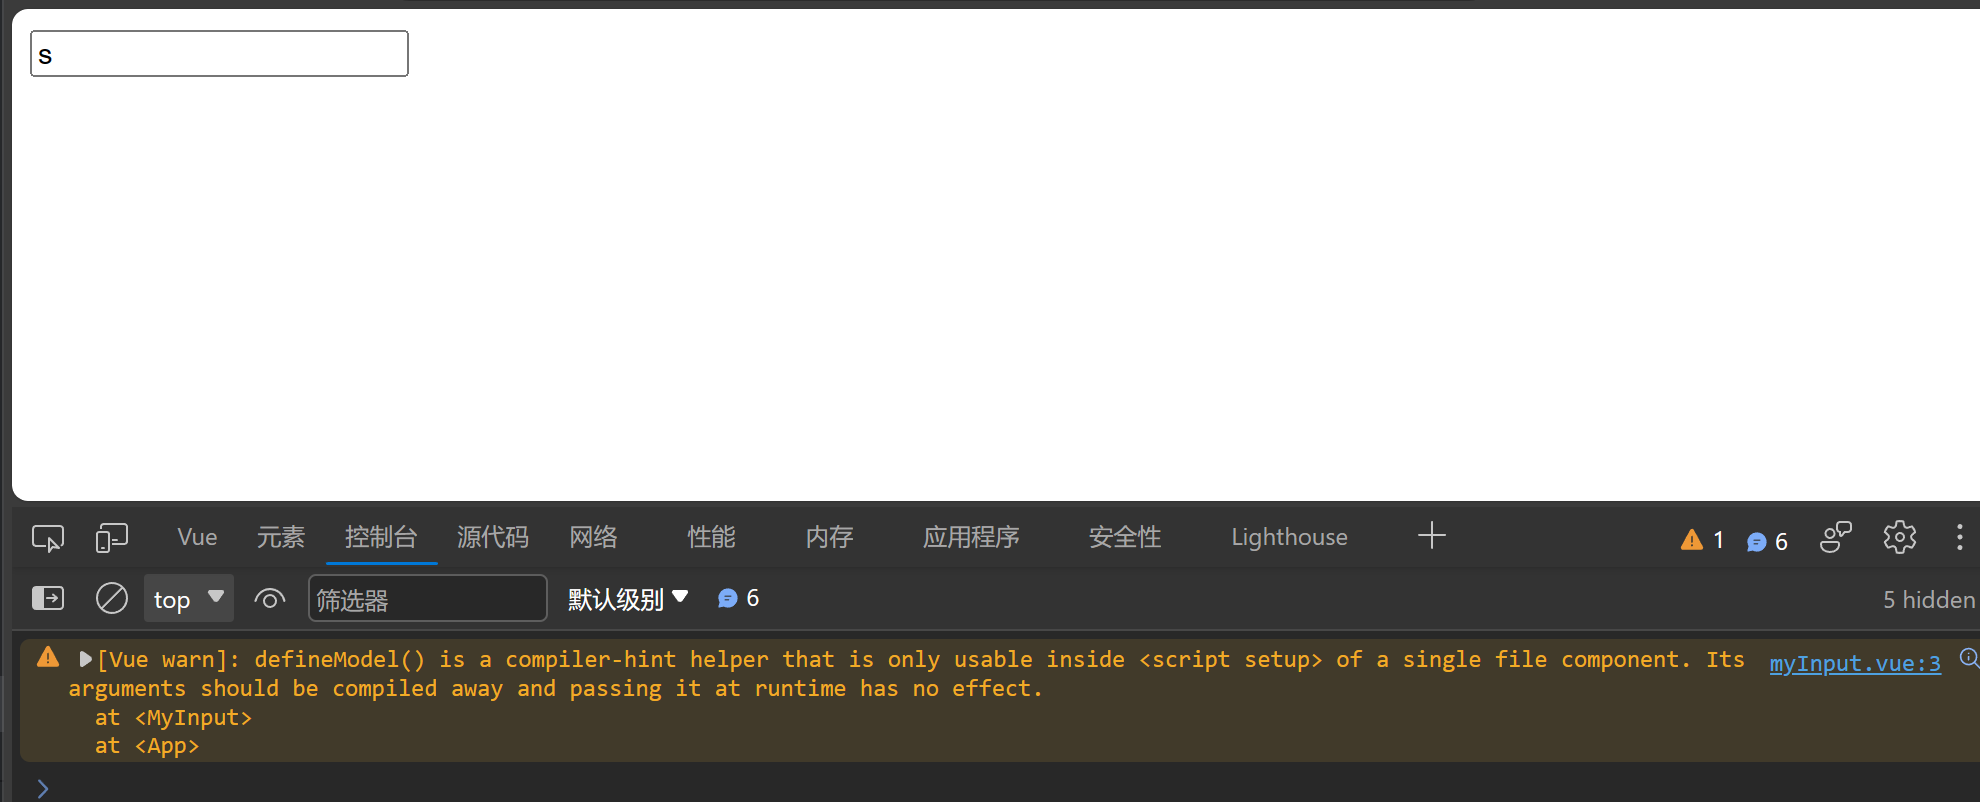 s
Vue 元素 控制台 源代码 网络 性能 内存 应用程序 安全性 Lighthouse 1 6
top 筛选器 默认级别 6 5 hidden
[Vue warn]: defineModel() is a compiler-hint helper that is only usable inside <script setup> of a single file component. Its myInput.vue:3
arguments should be compiled away and passing it at runtime has no effect.
at <MyInput>
at <App>